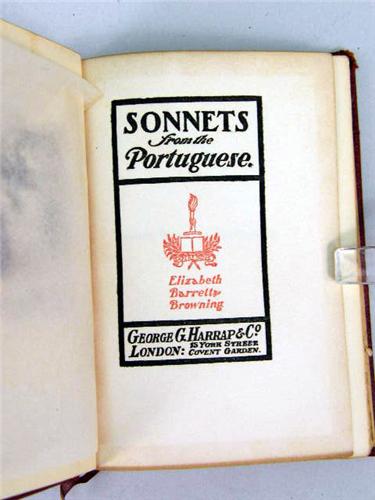 SONNETS
from the
Portuguese.
Elizabeth
Barrett
Browning
GEORGE G. HARRAP & Co
LONDON: 15 YORK STREET
COVENT GARDEN.